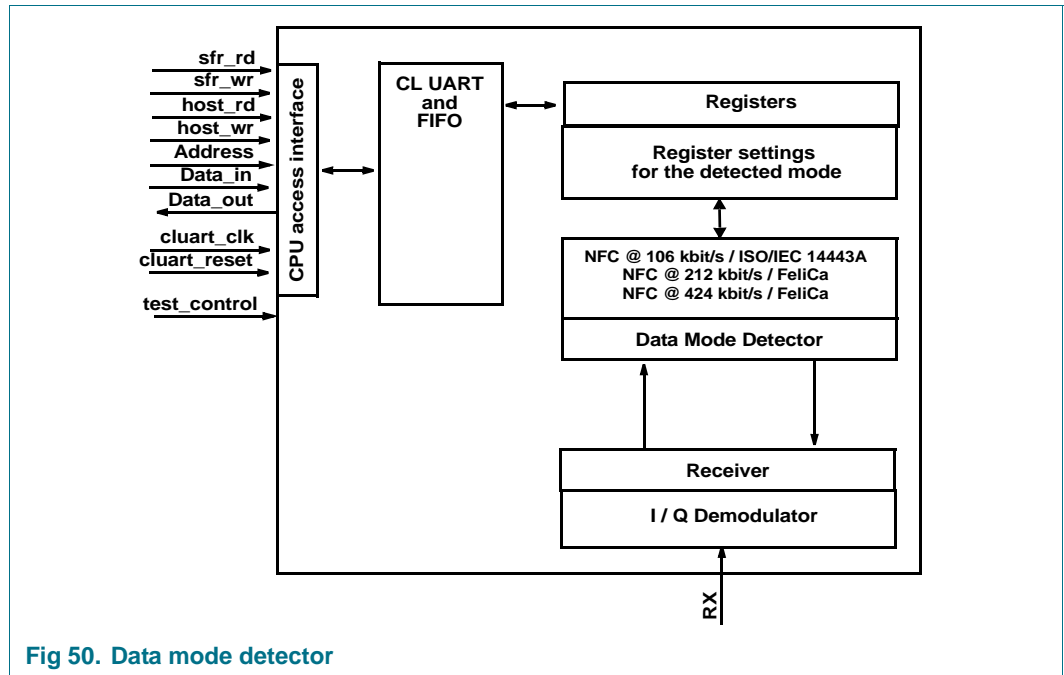 sfr_rd
sfr_wr
host_rd
host_wr
Address
Data_in
Data_out
cluart_clk
cluart_reset
test_control
CPU access interface
CL UART
and
FIFO
Registers
Register settings
for the detected mode
NFC @ 106 kbit/s / ISO/IEC 14443A
NFC @ 212 kbit/s / FeliCa
NFC @ 424 kbit/s / FeliCa
Data Mode Detector
Receiver
I / Q Demodulator
RX
Fig 50. Data mode detector